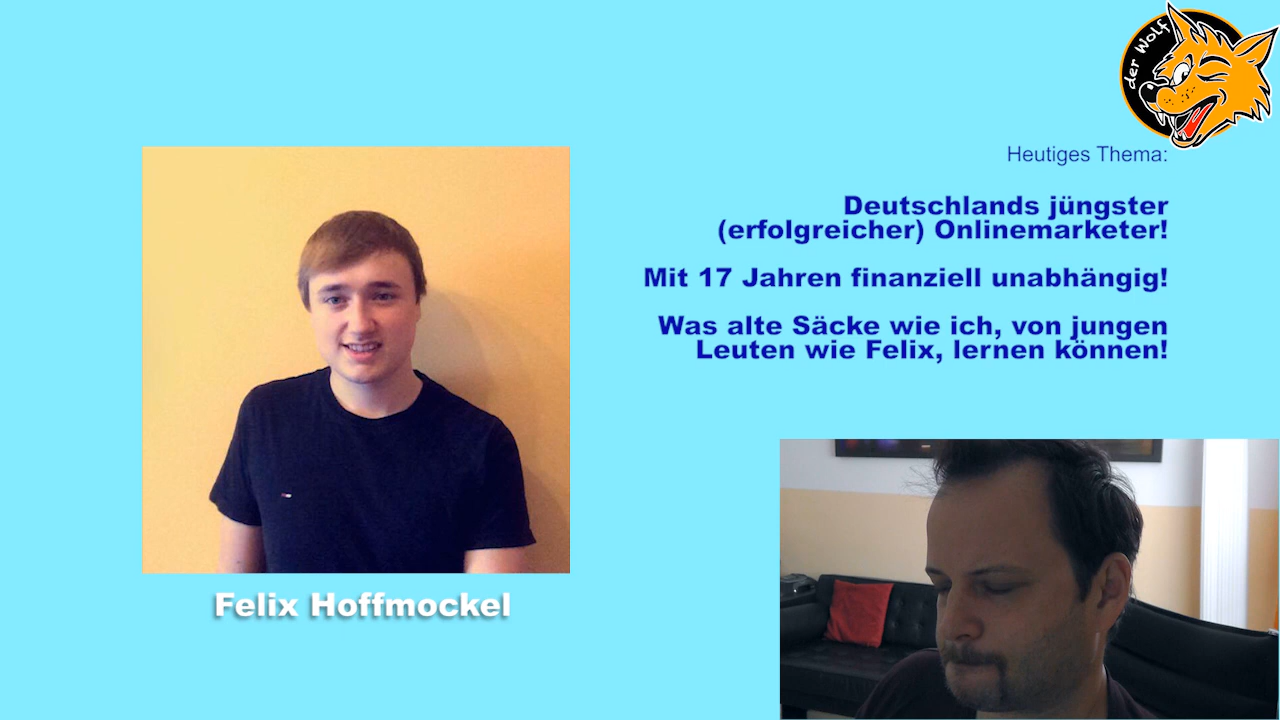 der Wolf
Heutiges Thema:
Deutschlands jüngster
(erfolgreicher) Onlinemarketer!
Mit 17 Jahren finanziell unabhängig!
Was alte Säcke wie ich, von jungen
Leuten wie Felix, lernen können!
Felix Hoffmockel